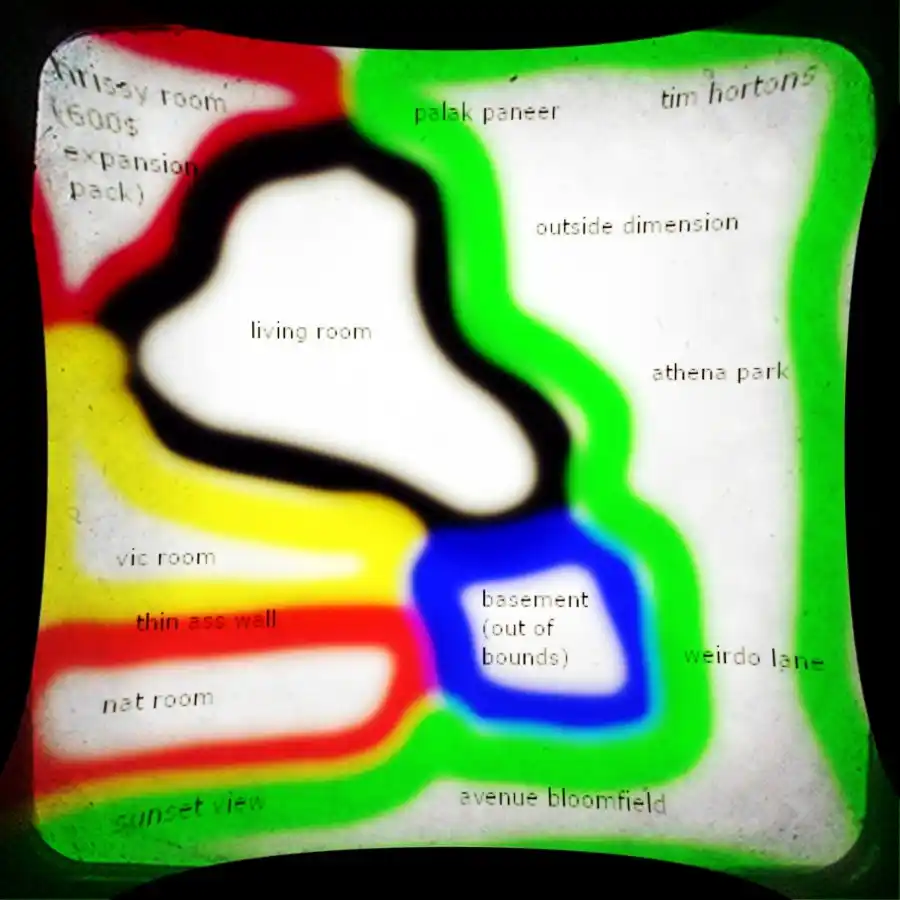 hrissy room
(600$
expansion
pack)
palak paneer
tim hortons
outside dimension
living room
athena park
vic room
thin ass wall
nat room
basement
(out of
bounds)
weirdo lane
sunset view
avenue bloomfield